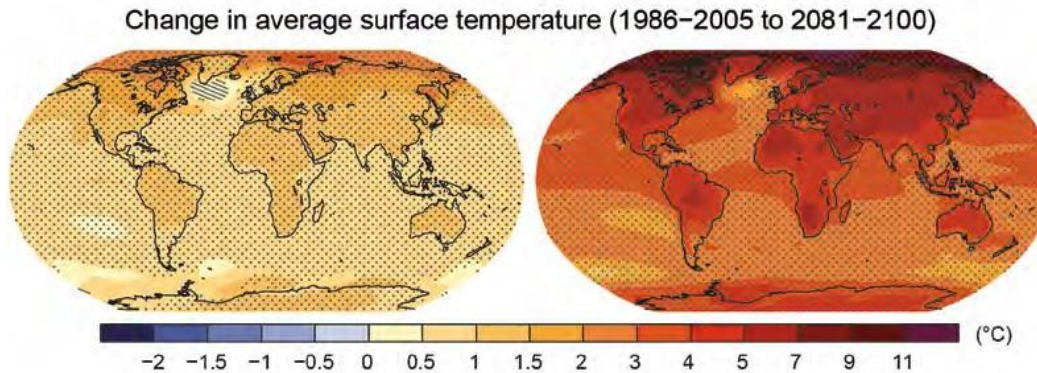 Change in average surface temperature (1986−2005 to 2081−2100)
(°C)
−2 −1.5 −1 −0.5 0 0.5 1 1.5 2 3 4 5 7 9 11